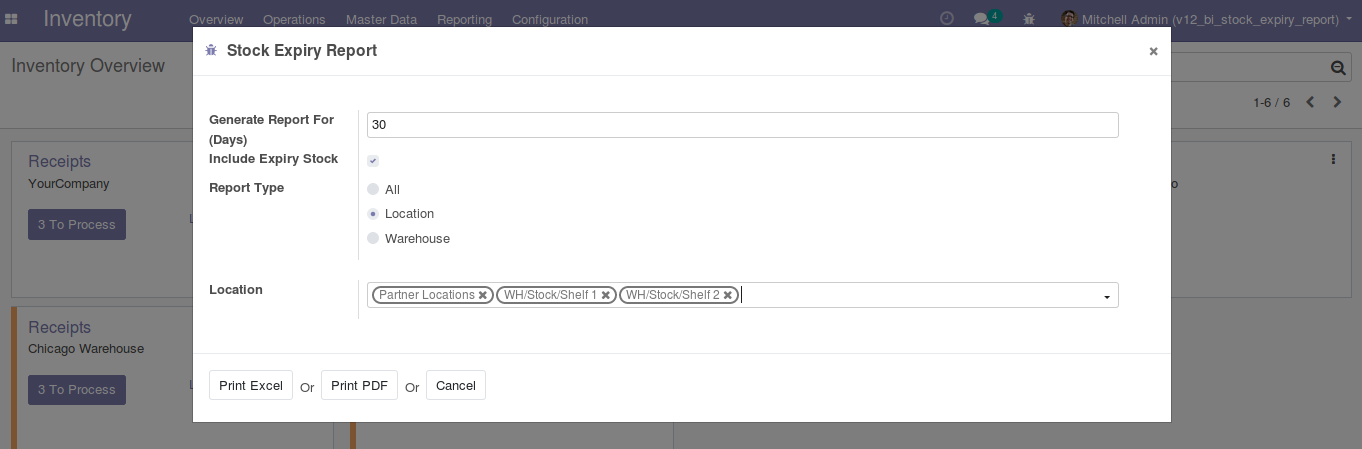 Inventory Overview Operations Master Data Reporting Configuration 4 Mitchell Admin (v12_bi_stock_expiry_report)
Stock Expiry Report ×
Inventory Overview
1-6 / 6
Generate Report For
(Days)
30
Include Expiry Stock
Report Type
All
Location
Warehouse
Location
Partner Locations WH/Stock/Shelf 1 WH/Stock/Shelf 2
Print Excel Or Print PDF Or Cancel
Receipts
YourCompany
3 To Process
Receipts
Chicago Warehouse
3 To Process